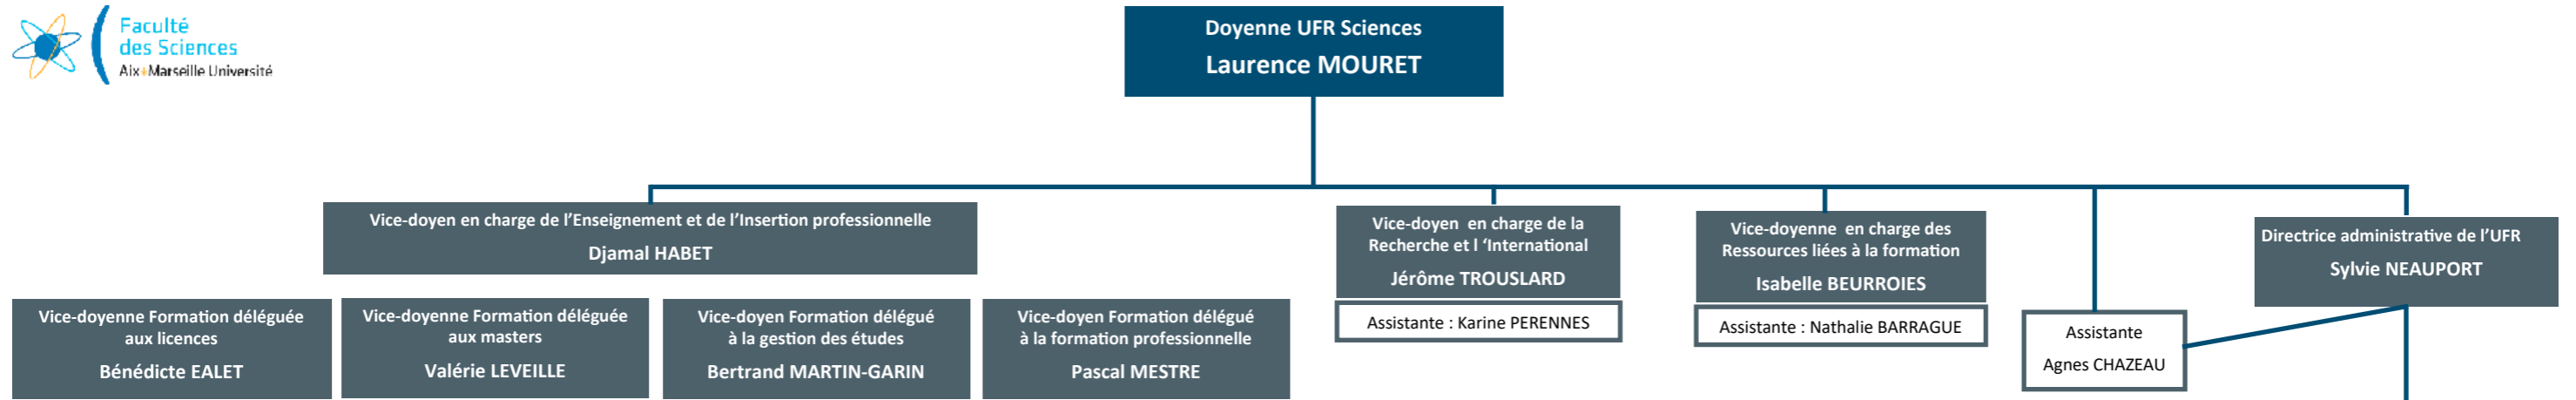 Faculté
des Sciences
Aix*Marseille Université
Doyenne UFR Sciences
Laurence MOURET
Vice-doyen en charge de l’Enseignement et de l’Insertion professionnelle
Djamal HABET
Vice-doyen en charge de la
Recherche et l ‘International
Jérôme TROUSLARD
Assistante : Karine PERENNES
Vice-doyenne en charge des
Ressources liées à la formation
Isabelle BEURROIES
Assistante : Nathalie BARRAGUE
Directrice administrative de l’UFR
Sylvie NEAUPORT
Assistante
Agnes CHAZEAU
Vice-doyenne Formation déléguée
aux licences
Bénédicte EALET
Vice-doyenne Formation déléguée
aux masters
Valérie LEVEILLE
Vice-doyen Formation délégué
à la gestion des études
Bertrand MARTIN-GARIN
Vice-doyen Formation délégué
à la formation professionnelle
Pascal MESTRE